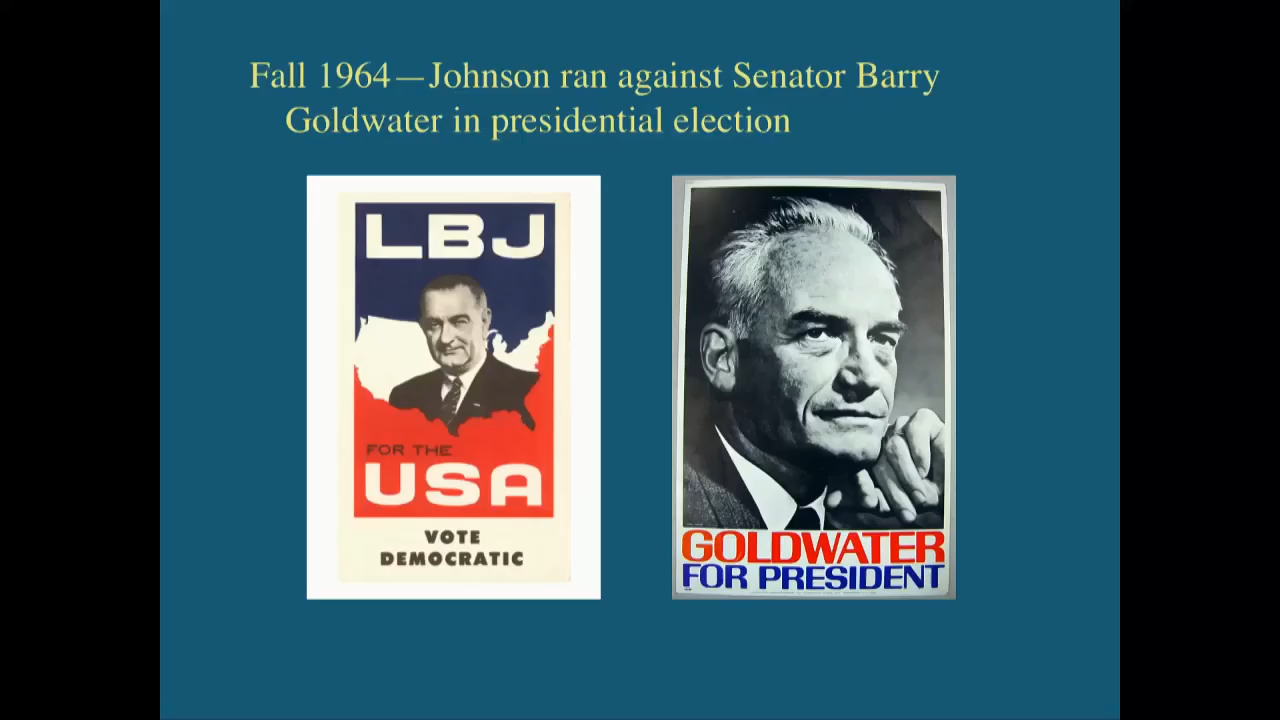 Fall 1964—Johnson ran against Senator Barry
Goldwater in presidential election
LBJ
FOR THE
USA
VOTE
DEMOCRATIC
GOLDWATER
FOR PRESIDENT